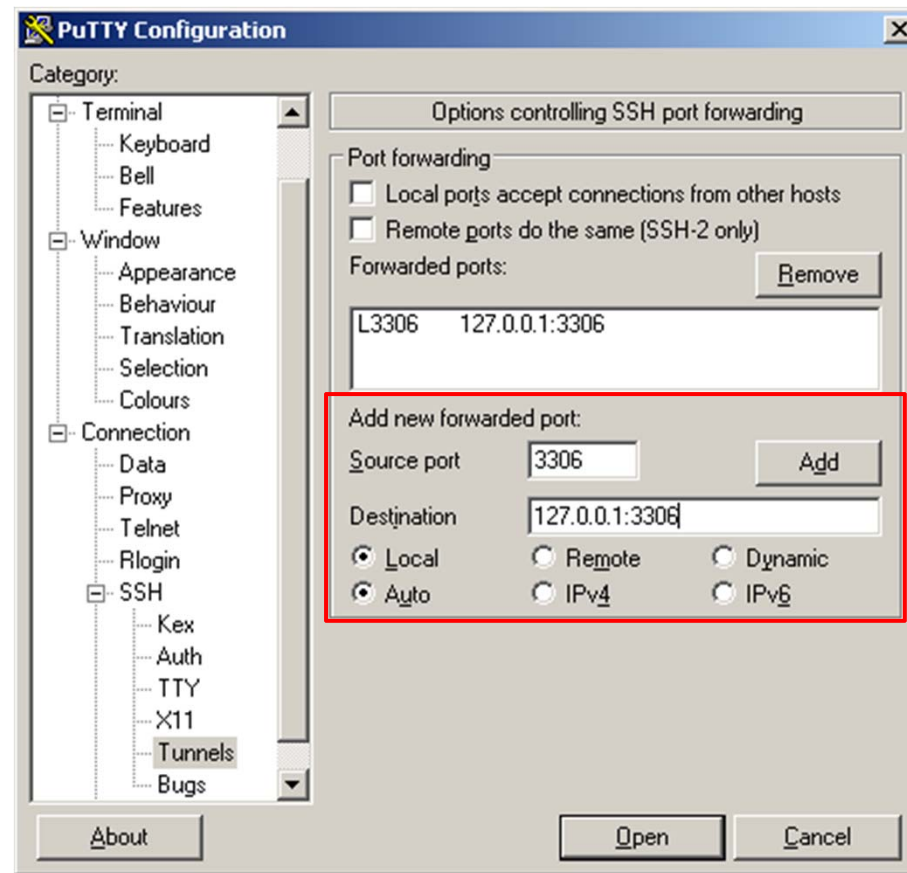 PuTTY Configuration
Category:
Terminal
Keyboard
Bell
Features
Window
Appearance
Behaviour
Translation
Selection
Colours
Connection
Data
Proxy
Telnet
Rlogin
SSH
Kex
Auth
TTY
X11
Tunnels
Bugs
Options controlling SSH port forwarding
Port forwarding
Local ports accept connections from other hosts
Remote ports do the same (SSH-2 only)
Forwarded ports:
Remove
L3306 127.0.0.1:3306
Add new forwarded port:
Source port 3306 Add
Destination 127.0.0.1:3306
Local Remote Dynamic
Auto IPv4 IPv6
About Open Cancel